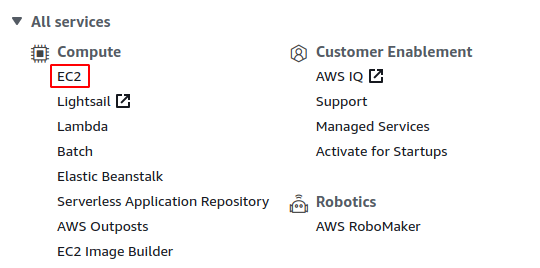 All services
Compute
EC2
Lightsail
Lambda
Batch
Elastic Beanstalk
Serverless Application Repository
AWS Outposts
EC2 Image Builder
Customer Enablement
AWS IQ
Support
Managed Services
Activate for Startups
Robotics
AWS RoboMaker